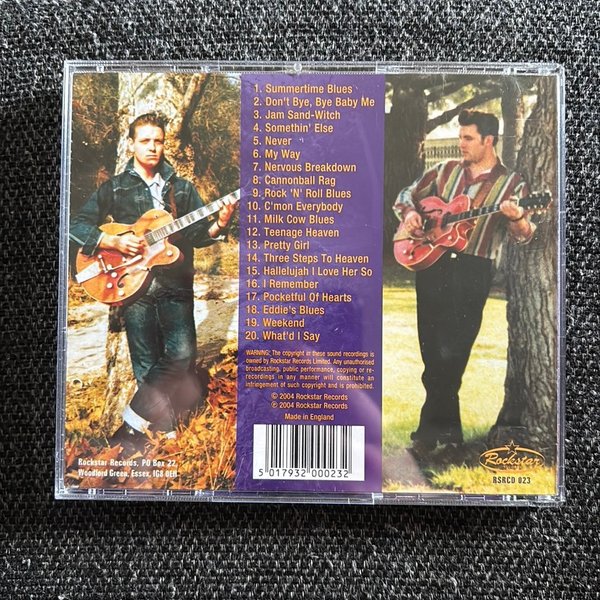 1. Summertime Blues
2. Don't Bye, Bye Baby Me
3. Jam Sand-Witch
4. Somethin' Else
5. Never
6. My Way
7. Nervous Breakdown
8. Cannonball Rag
9. Rock 'N' Roll Blues
10. C'mon Everybody
11. Milk Cow Blues
12. Teenage Heaven
13. Pretty Girl
14. Three Steps To Heaven
15. Hallelujah I Love Her So
16. I Remember
17. Pocketful Of Hearts
18. Eddie's Blues
19. Weekend
20. What'd I Say
WARNING: The copyright in these sound recordings is
owned by Rockstar Records Limited. Any unauthorised
broadcasting, public performance, copying or re-
recordings in any manner will constitute an
infringement of such copyright and is prohibited.
© 2004 Rockstar Records
℗ 2004 Rockstar Records
Made in England
5 017932 000232
Rockstar Records, PO Box 22,
Woodford Green, Essex, IG8 0EH
Rockstar
RSRCD 023